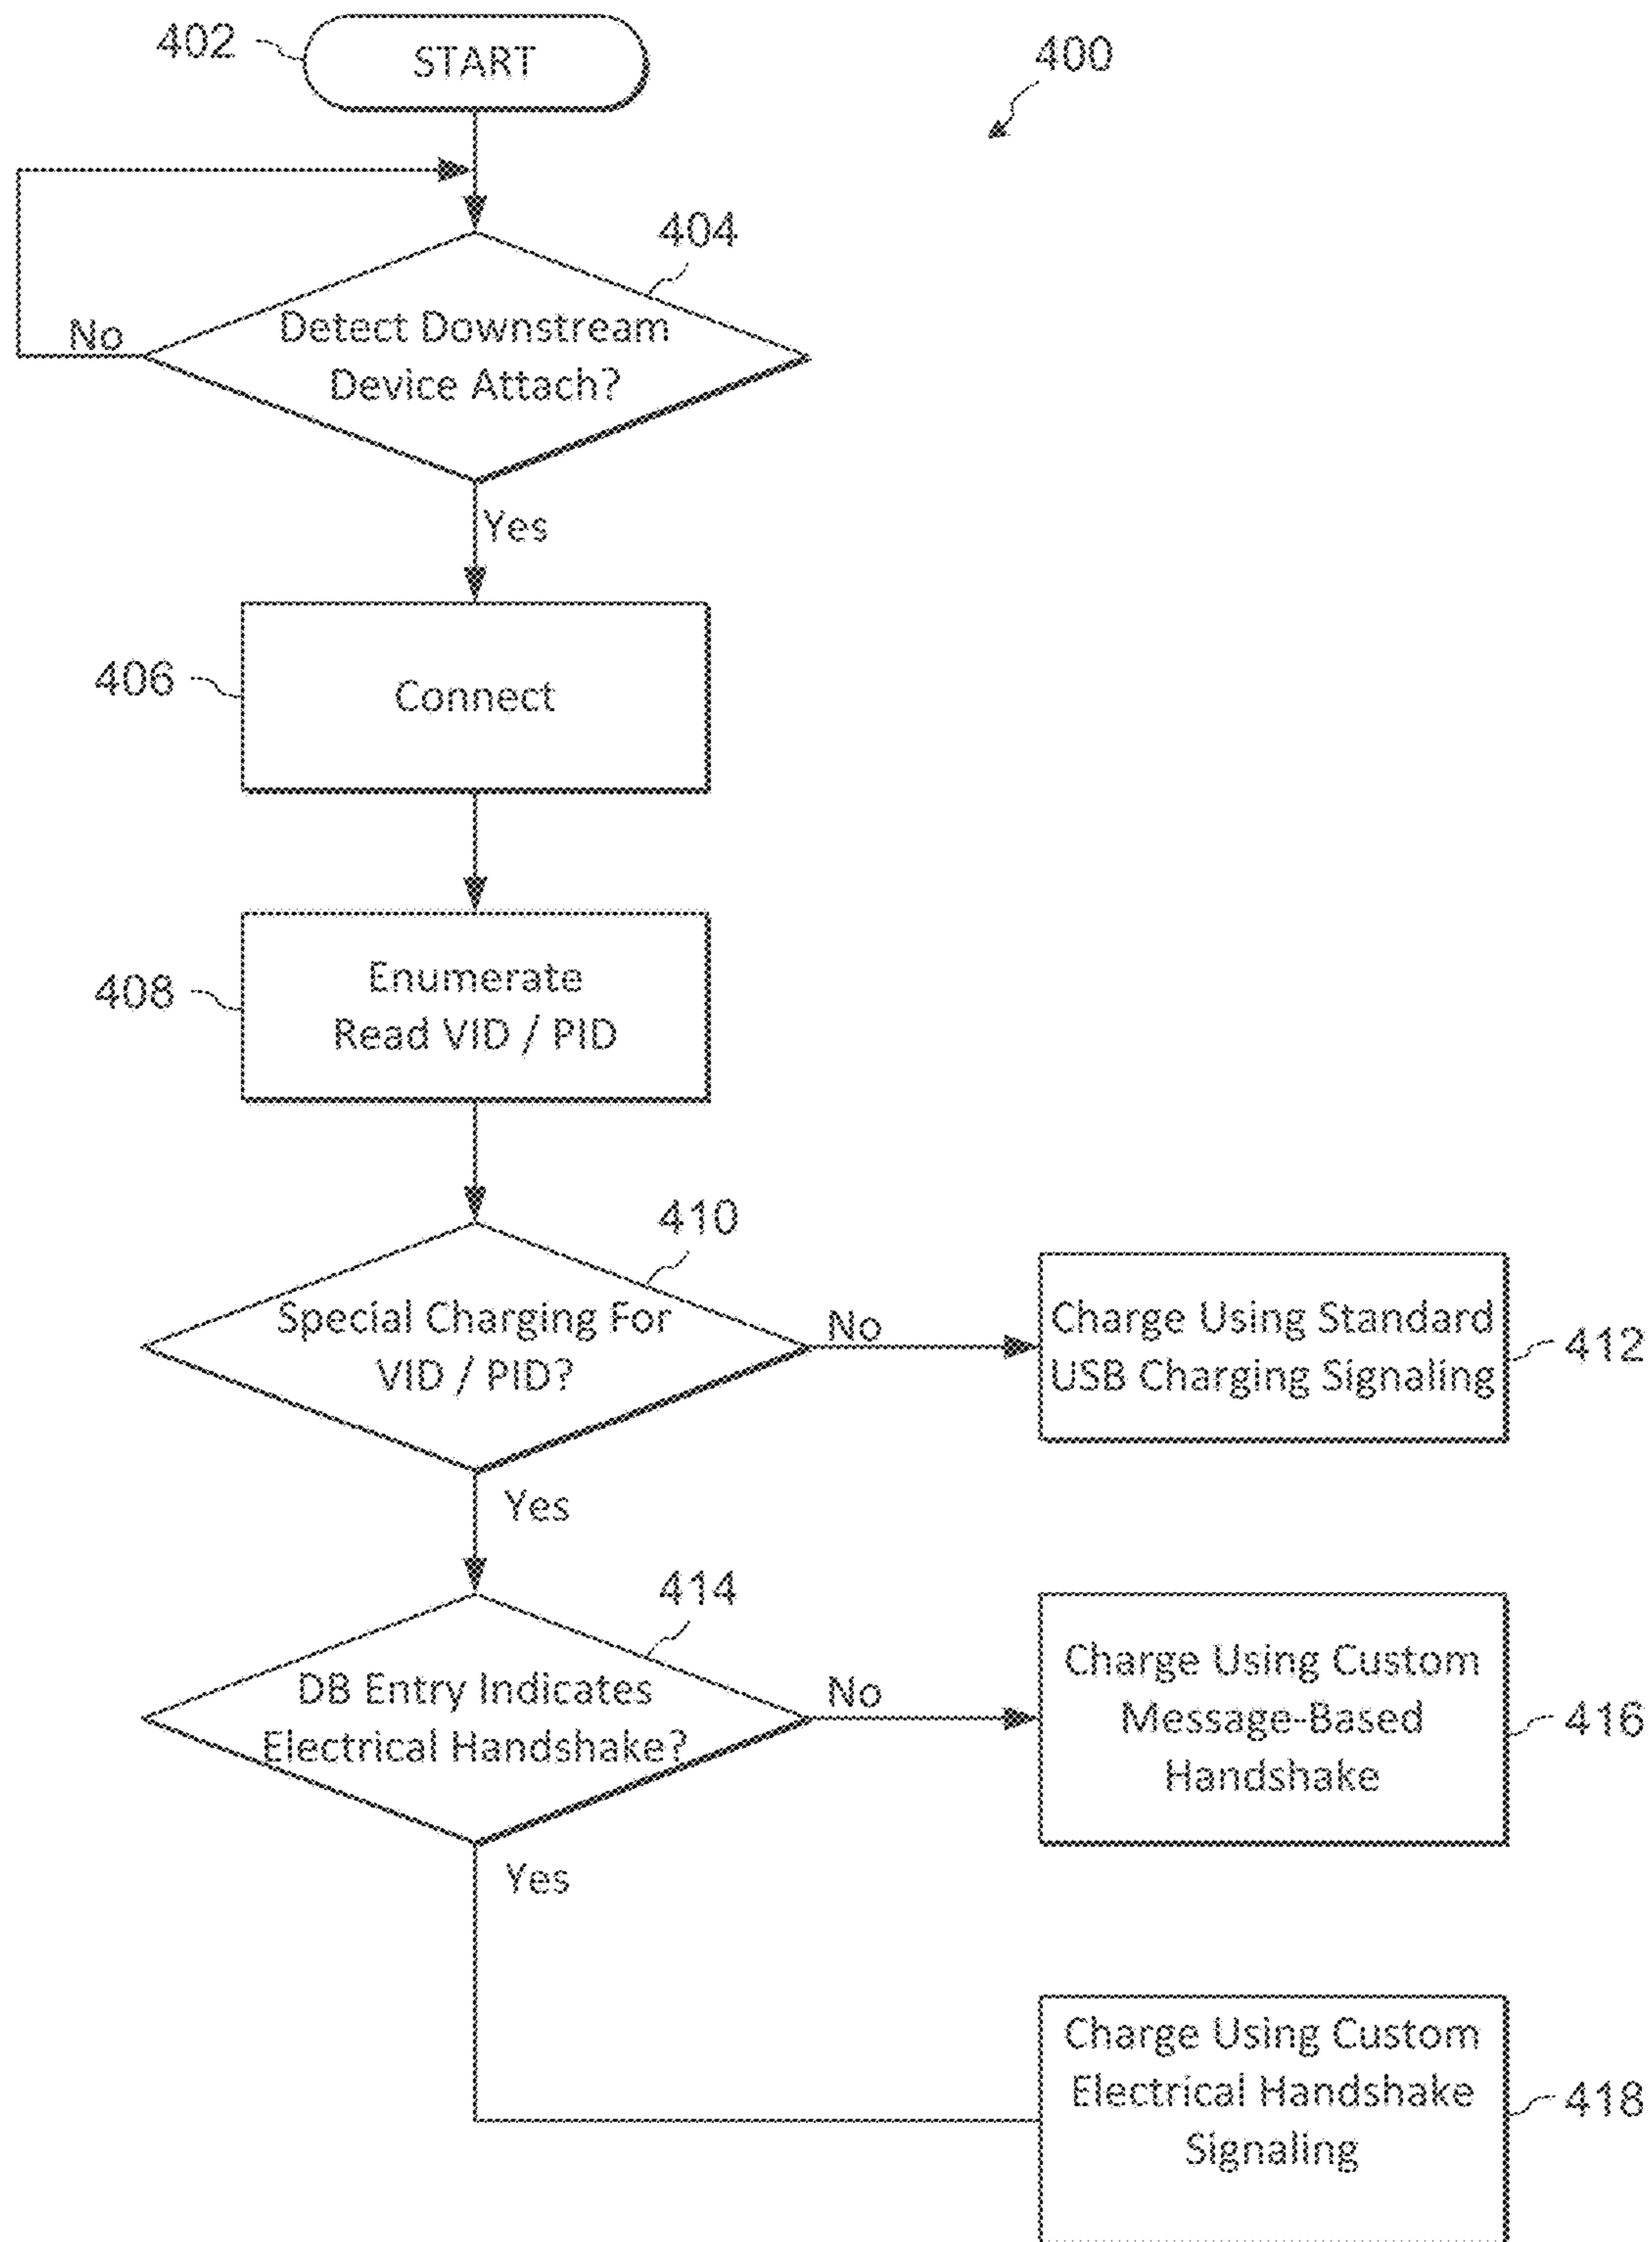 402
START
400
404
Detect Downstream
Device Attach?
No
Yes
406
Connect
408
Enumerate
Read VID / PID
410
Special Charging For
VID / PID?
No
Charge Using Standard
USB Charging Signaling
412
Yes
414
DB Entry Indicates
Electrical Handshake?
No
Charge Using Custom
Message-Based
Handshake
416
Yes
Charge Using Custom
Electrical Handshake
Signaling
418